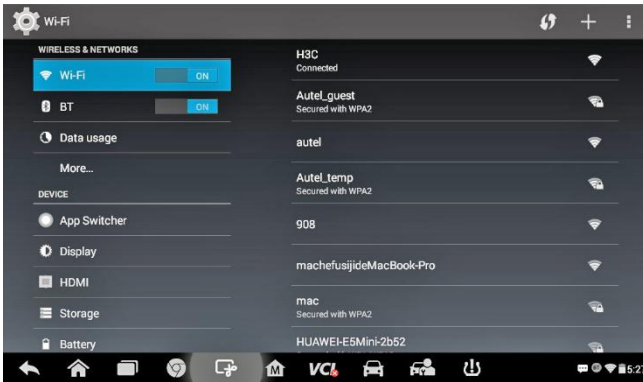 Wi-Fi
WIRELESS & NETWORKS
Wi-Fi ON
BT ON
Data usage
More...
DEVICE
App Switcher
Display
HDMI
Storage
Battery
H3C
Connected
Autel_guest
Secured with WPA2
autel
Autel_temp
Secured with WPA2
908
machefusijideMacBook-Pro
mac
Secured with WPA2
HUAWEI-E5Mini-2b52
M
VCI